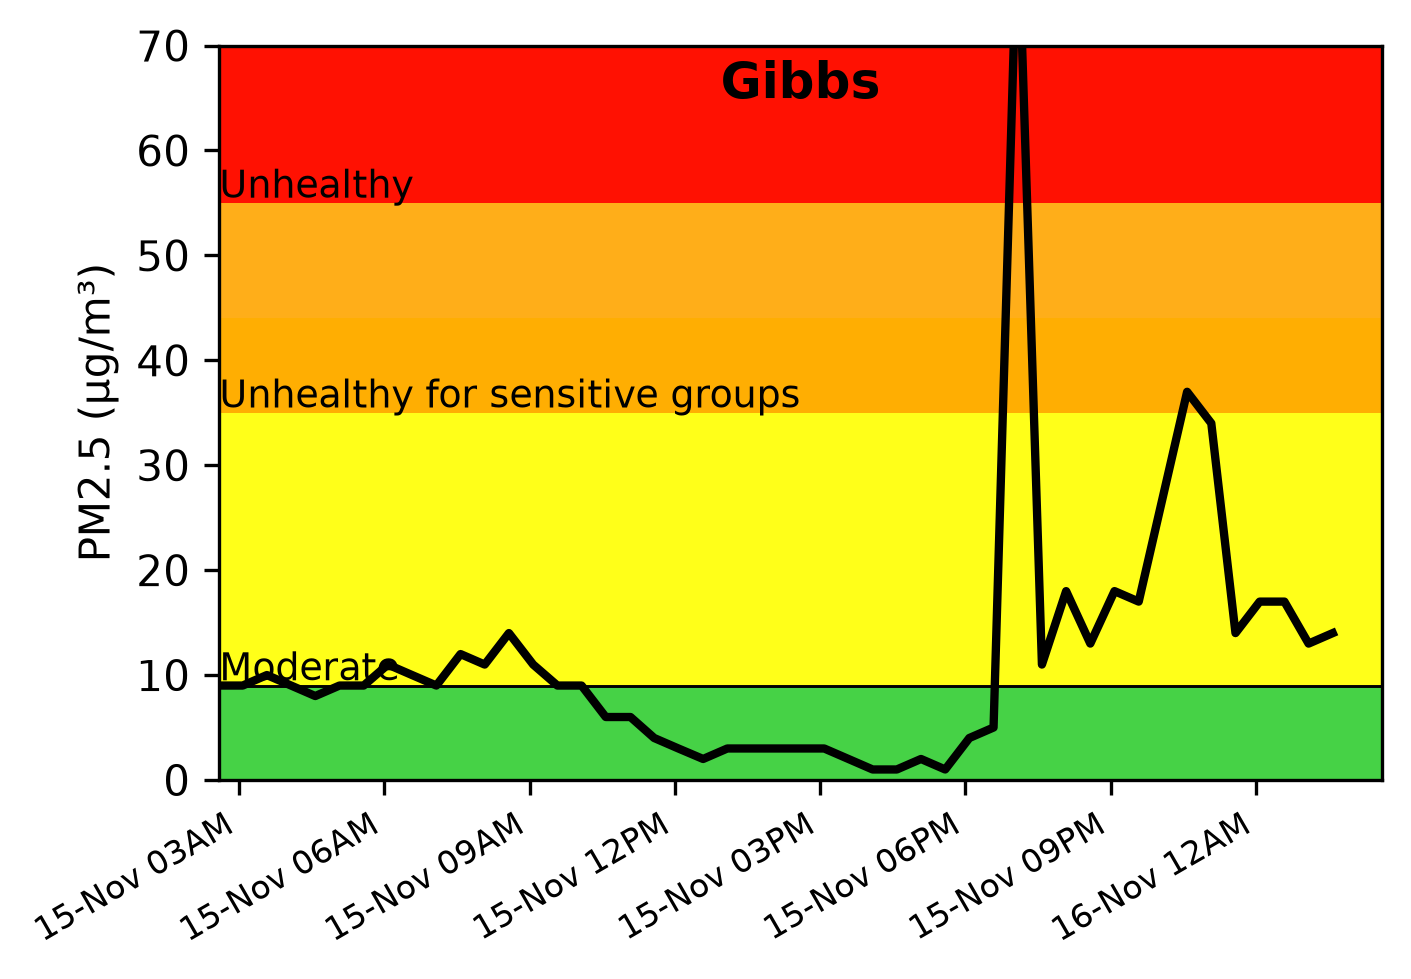 Gibbs
PM2.5 (µg/m³)
70
60
Unhealthy
50
40
Unhealthy for sensitive groups
30
20
Moderate
10
0
15-Nov 03AM
15-Nov 06AM
15-Nov 09AM
15-Nov 12PM
15-Nov 03PM
15-Nov 06PM
15-Nov 09PM
16-Nov 12AM